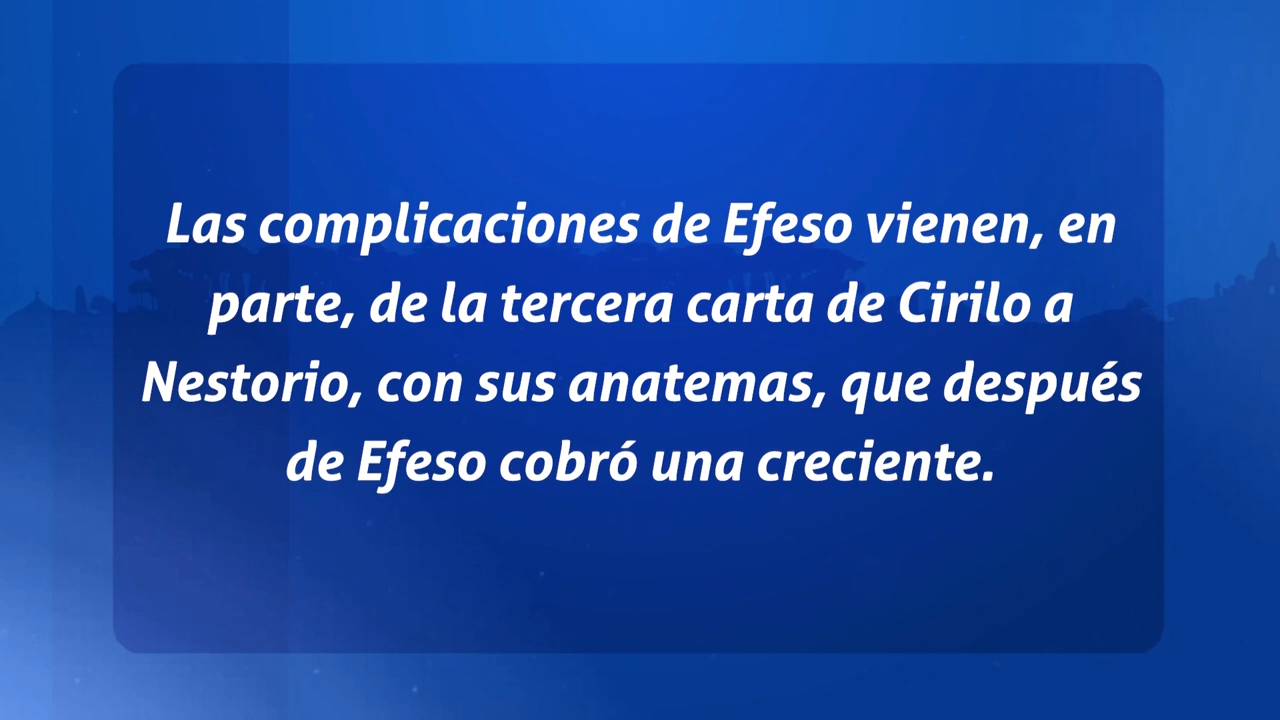 Las complicaciones de Efeso vienen, en
parte, de la tercera carta de Cirilo a
Nestorio, con sus anatemas, que después
de Efeso cobró una creciente.